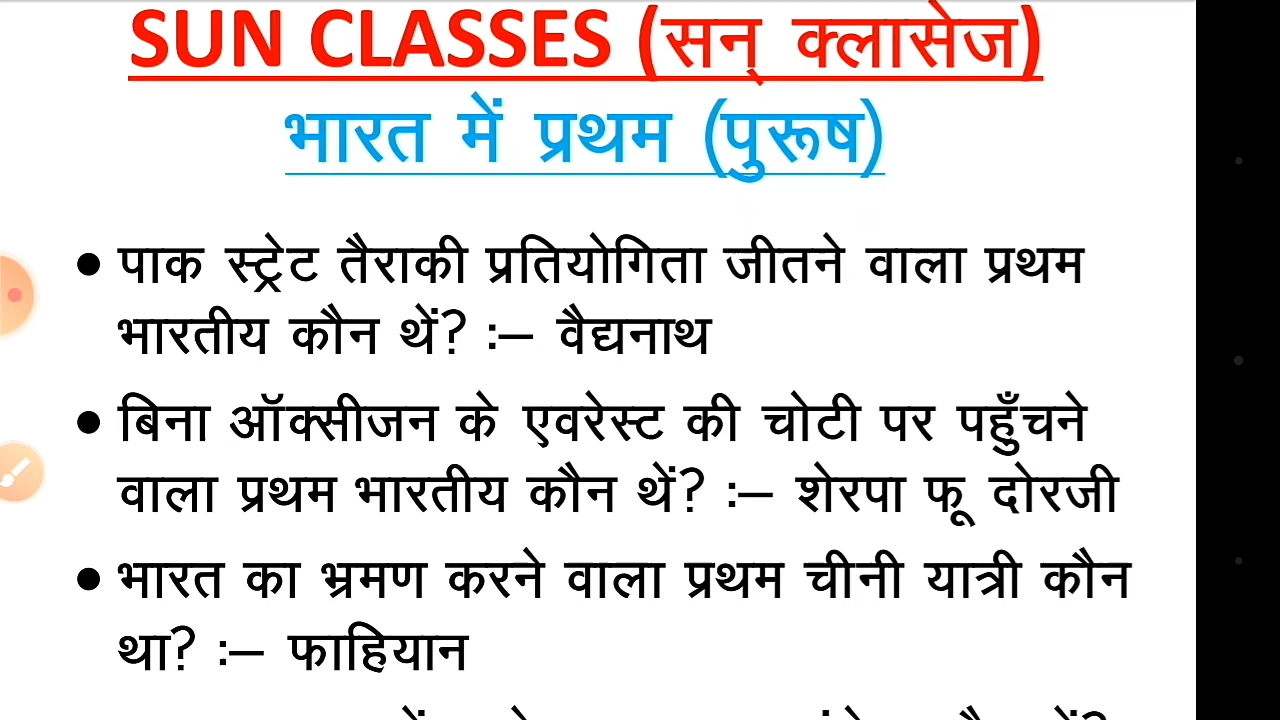 SUN CLASSES (सन् क्लासेज)
भारत में प्रथम (पुरूष)
• पाक स्ट्रेट तैराकी प्रतियोगिता जीतने वाला प्रथम
भारतीय कौन थें? :– वैद्यनाथ
• बिना ऑक्सीजन के एवरेस्ट की चोटी पर पहुँचने
वाला प्रथम भारतीय कौन थें? :– शेरपा फू दोरजी
• भारत का भ्रमण करने वाला प्रथम चीनी यात्री कौन
था? :– फाहियान